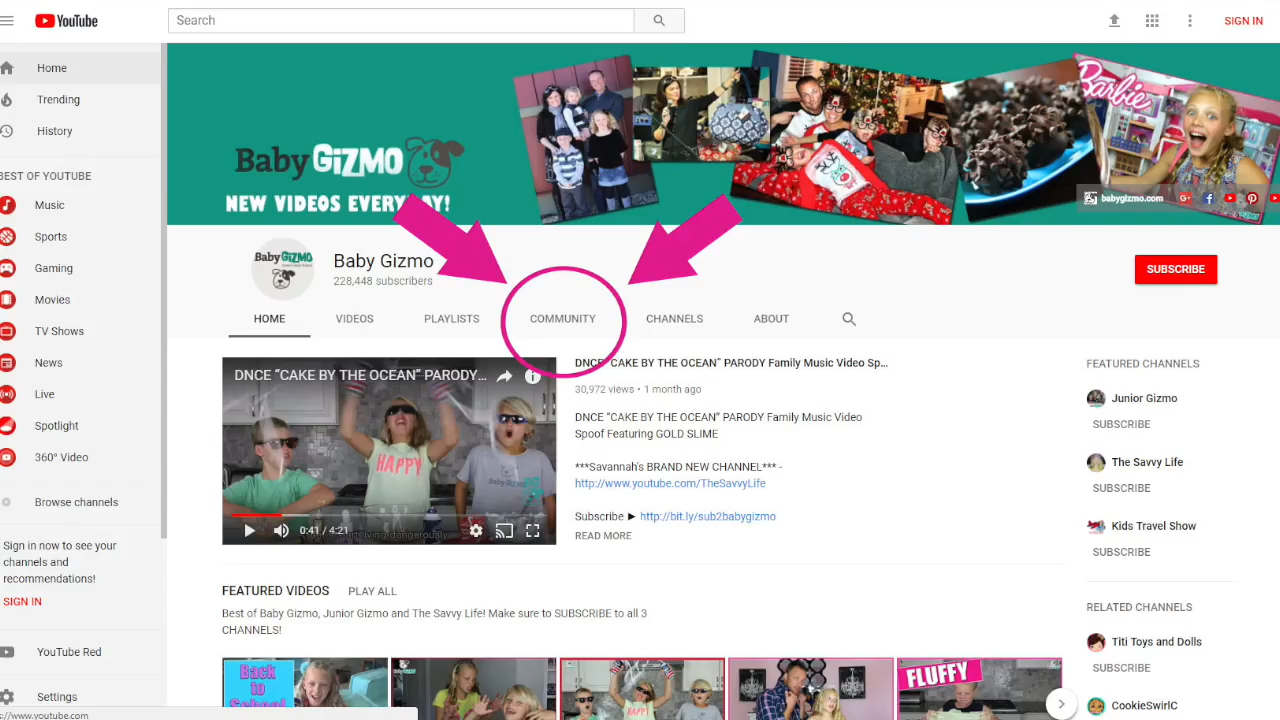 YouTube
Search
SIGN IN
Home
Trending
History
BEST OF YOUTUBE
Music
Sports
Gaming
Movies
TV Shows
News
Live
Spotlight
360° Video
Browse channels
Sign in now to see your
channels and
recommendations!
SIGN IN
YouTube Red
Settings
s://www.youtube.com
Baby GiZMO
NEW VIDEOS EVERYDAY!
Barbie
babygizmo.com
BABY GiZMO
Baby Gizmo
228,448 subscribers
SUBSCRIBE
HOME
VIDEOS
PLAYLISTS
COMMUNITY
CHANNELS
ABOUT
DNCE “CAKE BY THE OCEAN” PARODY...
HAPPY
BABY GIZMO
0:41 / 4:21
DNCE “CAKE BY THE OCEAN” PARODY Family Music Video Sp...
30,972 views • 1 month ago
DNCE “CAKE BY THE OCEAN” PARODY Family Music Video
Spoof Featuring GOLD SLIME
***Savannah's BRAND NEW CHANNEL*** -
http://www.youtube.com/TheSavvyLife
Subscribe ► http://bit.ly/sub2babygizmo
READ MORE
FEATURED VIDEOS
PLAY ALL
Best of Baby Gizmo, Junior Gizmo and The Savvy Life! Make sure to SUBSCRIBE to all 3
CHANNELS!
Back
to
School
HAPPY
FLUFFY
FEATURED CHANNELS
Junior Gizmo
SUBSCRIBE
The Savvy Life
SUBSCRIBE
Kids Travel Show
SUBSCRIBE
RELATED CHANNELS
Titi Toys and Dolls
SUBSCRIBE
CookieSwirlC